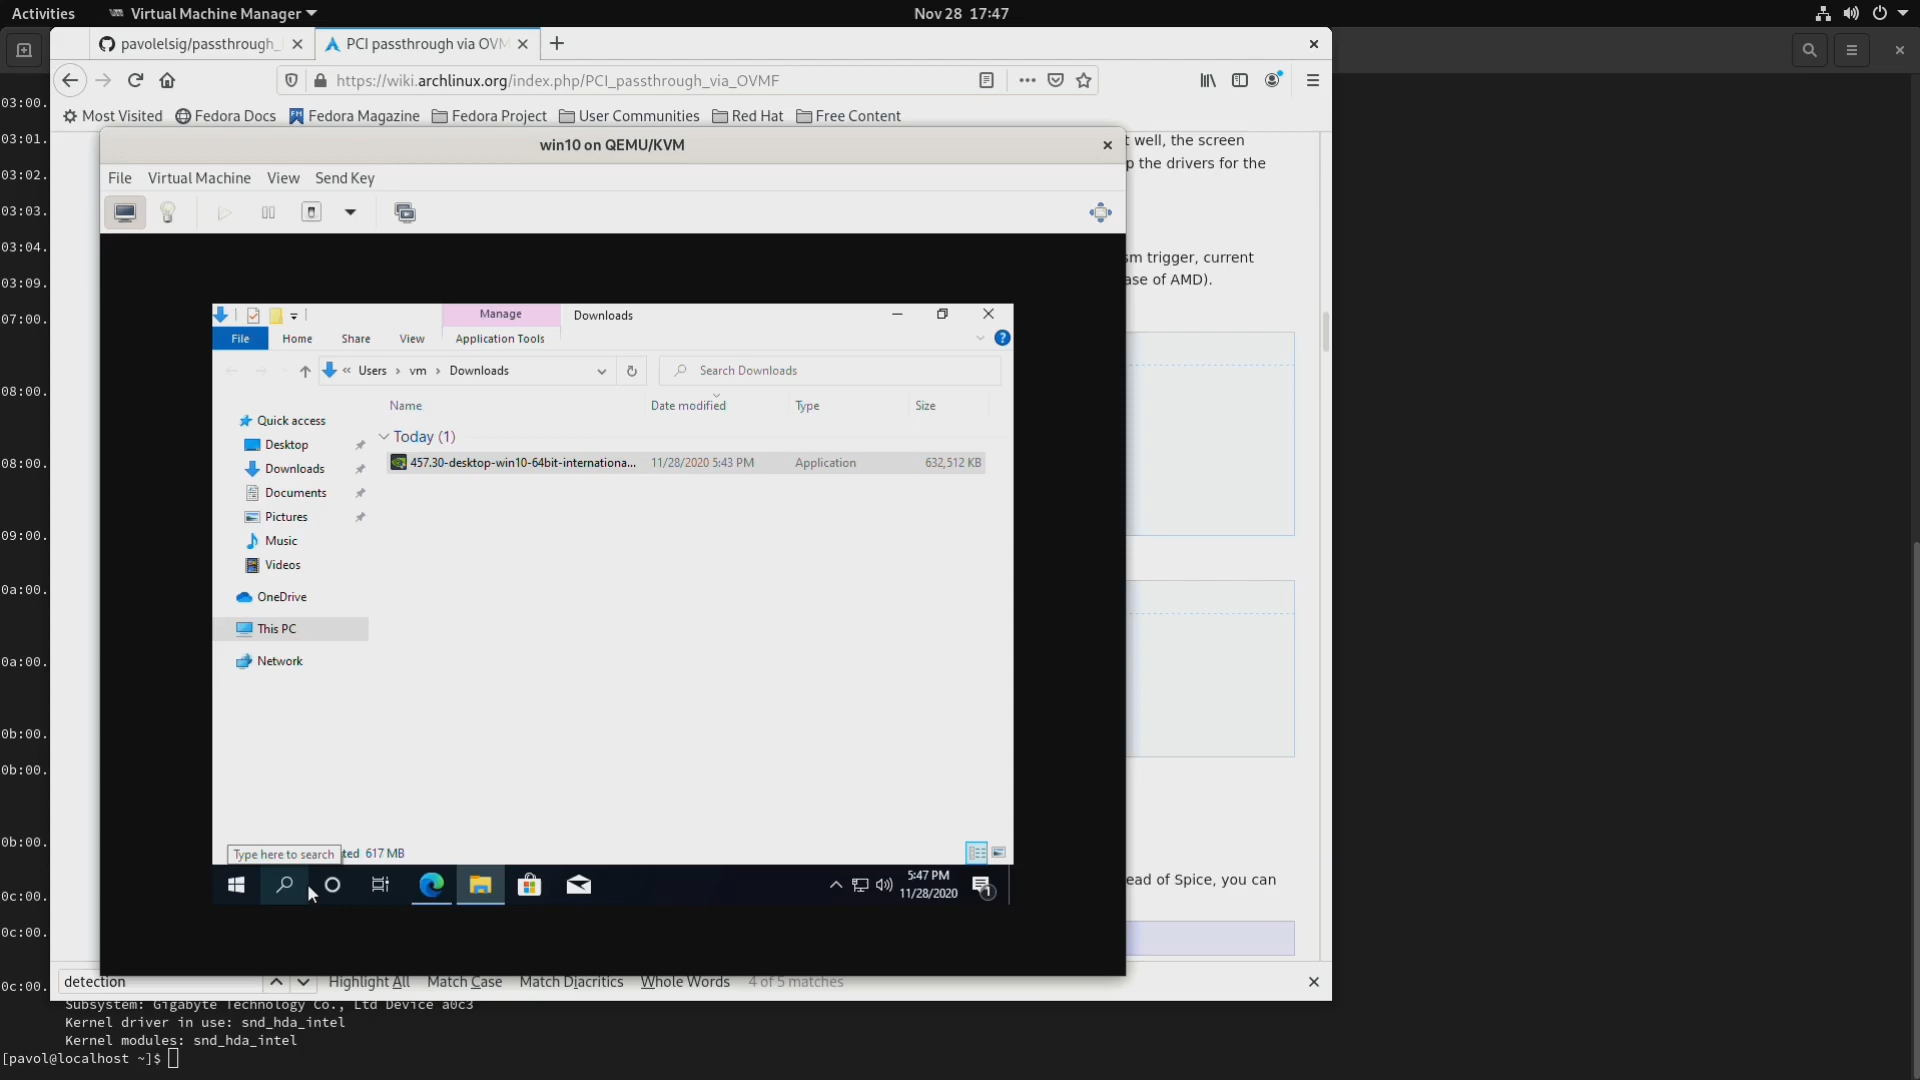 Activities
Virtual Machine Manager
Nov 28 17:47
pavolelsig/passthrough_
PCI passthrough via OVM
https://wiki.archlinux.org/index.php/PCI_passthrough_via_OVMF
Most Visited
Fedora Docs
Fedora Magazine
Fedora Project
User Communities
Red Hat
Free Content
03:00.
03:01.
03:02.
03:03.
03:04.
03:09.
07:00.
08:00.
08:00.
09:00.
0a:00.
0a:00.
0b:00.
0b:00.
0b:00.
0c:00.
0c:00.
0c:00.
t well, the screen
p the drivers for the
sm trigger, current
ase of AMD).
ead of Spice, you can
win10 on QEMU/KVM
File
Virtual Machine
View
Send Key
Manage
Downloads
File
Home
Share
View
Application Tools
« Users › vm › Downloads
Search Downloads
Name
Date modified
Type
Size
Quick access
Desktop
Downloads
Documents
Pictures
Music
Videos
OneDrive
This PC
Network
Today (1)
457.30-desktop-win10-64bit-internationa...
11/28/2020 5:43 PM
Application
632,512 KB
Type here to search
ted 617 MB
5:47 PM
11/28/2020
1
detection
Highlight All
Match Case
Match Diacritics
Whole Words
4 of 5 matches
Subsystem: Gigabyte Technology Co., Ltd Device a0c3
Kernel driver in use: snd_hda_intel
Kernel modules: snd_hda_intel
[pavol@localhost ~]$